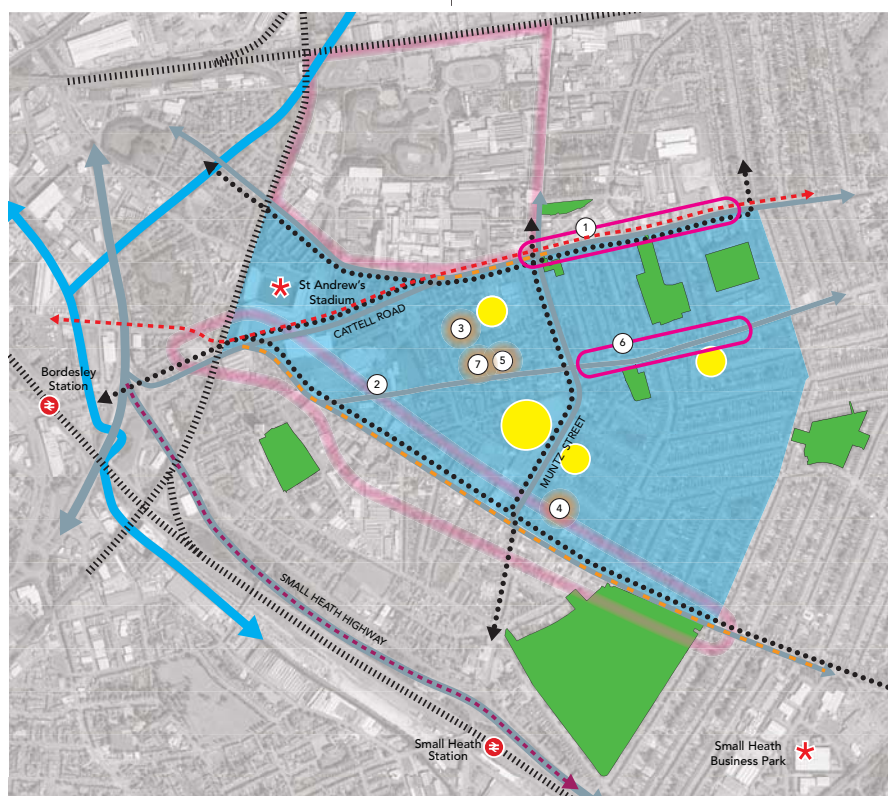 1
St Andrew's
Stadium
CATTELL ROAD
3
6
7
5
Bordesley
Station
2
MUNTZ STREET
4
SMALL HEATH HIGHWAY
Small Heath
Station
Small Heath
Business Park